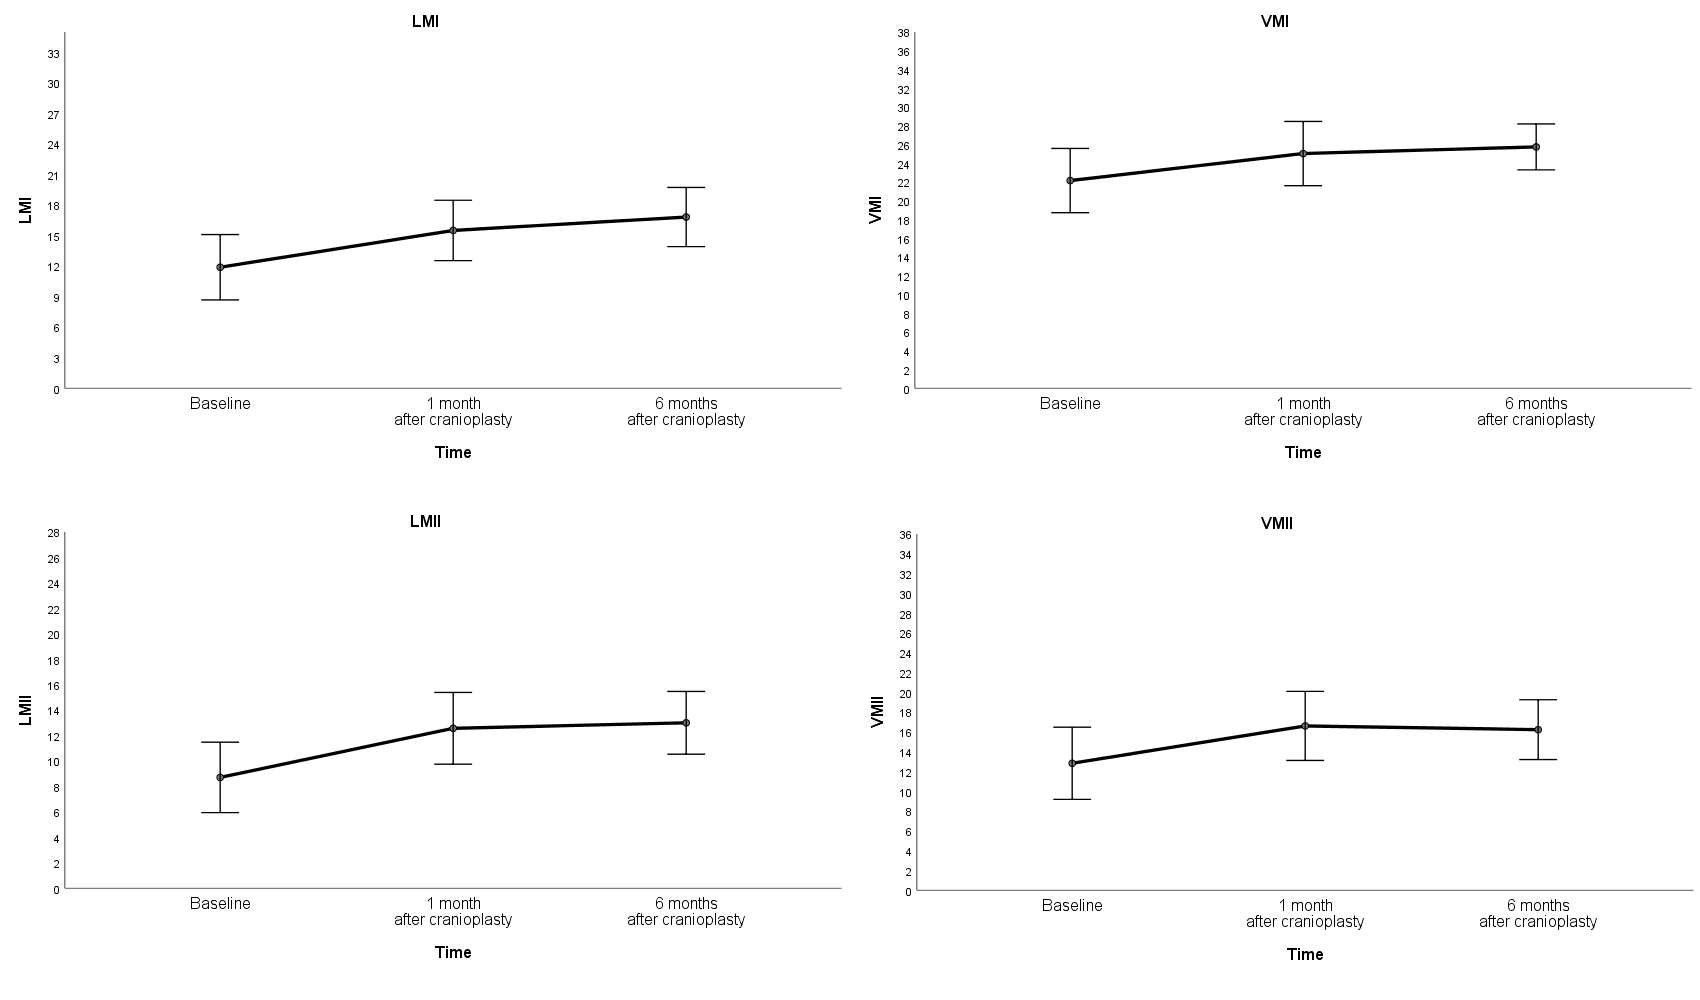 LMI
33
30
27
24
21
18
15
12
9
6
3
0
LMI
Baseline
1 month
after cranioplasty
6 months
after cranioplasty
Time
VMI
38
36
34
32
30
28
26
24
22
20
18
16
14
12
10
8
6
4
2
0
VMI
Baseline
1 month
after cranioplasty
6 months
after cranioplasty
Time
LMII
28
26
24
22
20
18
16
14
12
10
8
6
4
2
0
LMII
Baseline
1 month
after cranioplasty
6 months
after cranioplasty
Time
VMII
36
34
32
30
28
26
24
22
20
18
16
14
12
10
8
6
4
2
0
VMII
Baseline
1 month
after cranioplasty
6 months
after cranioplasty
Time